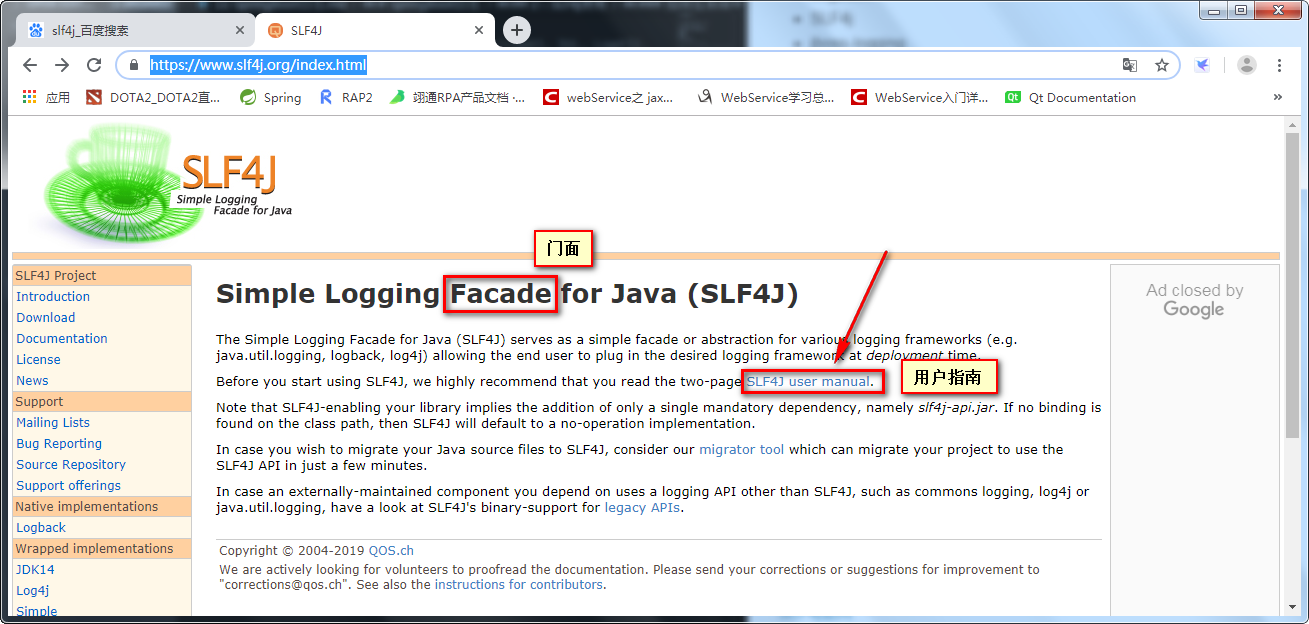 slf4j_百度搜索
SLF4J
https://www.slf4j.org/index.html
应用
DOTA2_DOTA2直...
Spring
RAP2
翊通RPA产品文档 ·...
webService之 jax...
WebService学习总...
WebService入门详...
Qt Documentation
SLF4J
Simple Logging
Facade for Java
门面
SLF4J Project
Introduction
Download
Documentation
License
News
Support
Mailing Lists
Bug Reporting
Source Repository
Support offerings
Native implementations
Logback
Wrapped implementations
JDK14
Log4j
Simple
Simple Logging Facade for Java (SLF4J)
The Simple Logging Facade for Java (SLF4J) serves as a simple facade or abstraction for various logging frameworks (e.g.
java.util.logging, logback, log4j) allowing the end user to plug in the desired logging framework at deployment time.
Before you start using SLF4J, we highly recommend that you read the two-page SLF4J user manual.
用户指南
Note that SLF4J-enabling your library implies the addition of only a single mandatory dependency, namely slf4j-api.jar. If no binding is
found on the class path, then SLF4J will default to a no-operation implementation.
In case you wish to migrate your Java source files to SLF4J, consider our migrator tool which can migrate your project to use the
SLF4J API in just a few minutes.
In case an externally-maintained component you depend on uses a logging API other than SLF4J, such as commons logging, log4j or
java.util.logging, have a look at SLF4J's binary-support for legacy APIs.
Copyright © 2004-2019 QOS.ch
We are actively looking for volunteers to proofread the documentation. Please send your corrections or suggestions for improvement to
"corrections@qos.ch". See also the instructions for contributors.
Ad closed by
Google